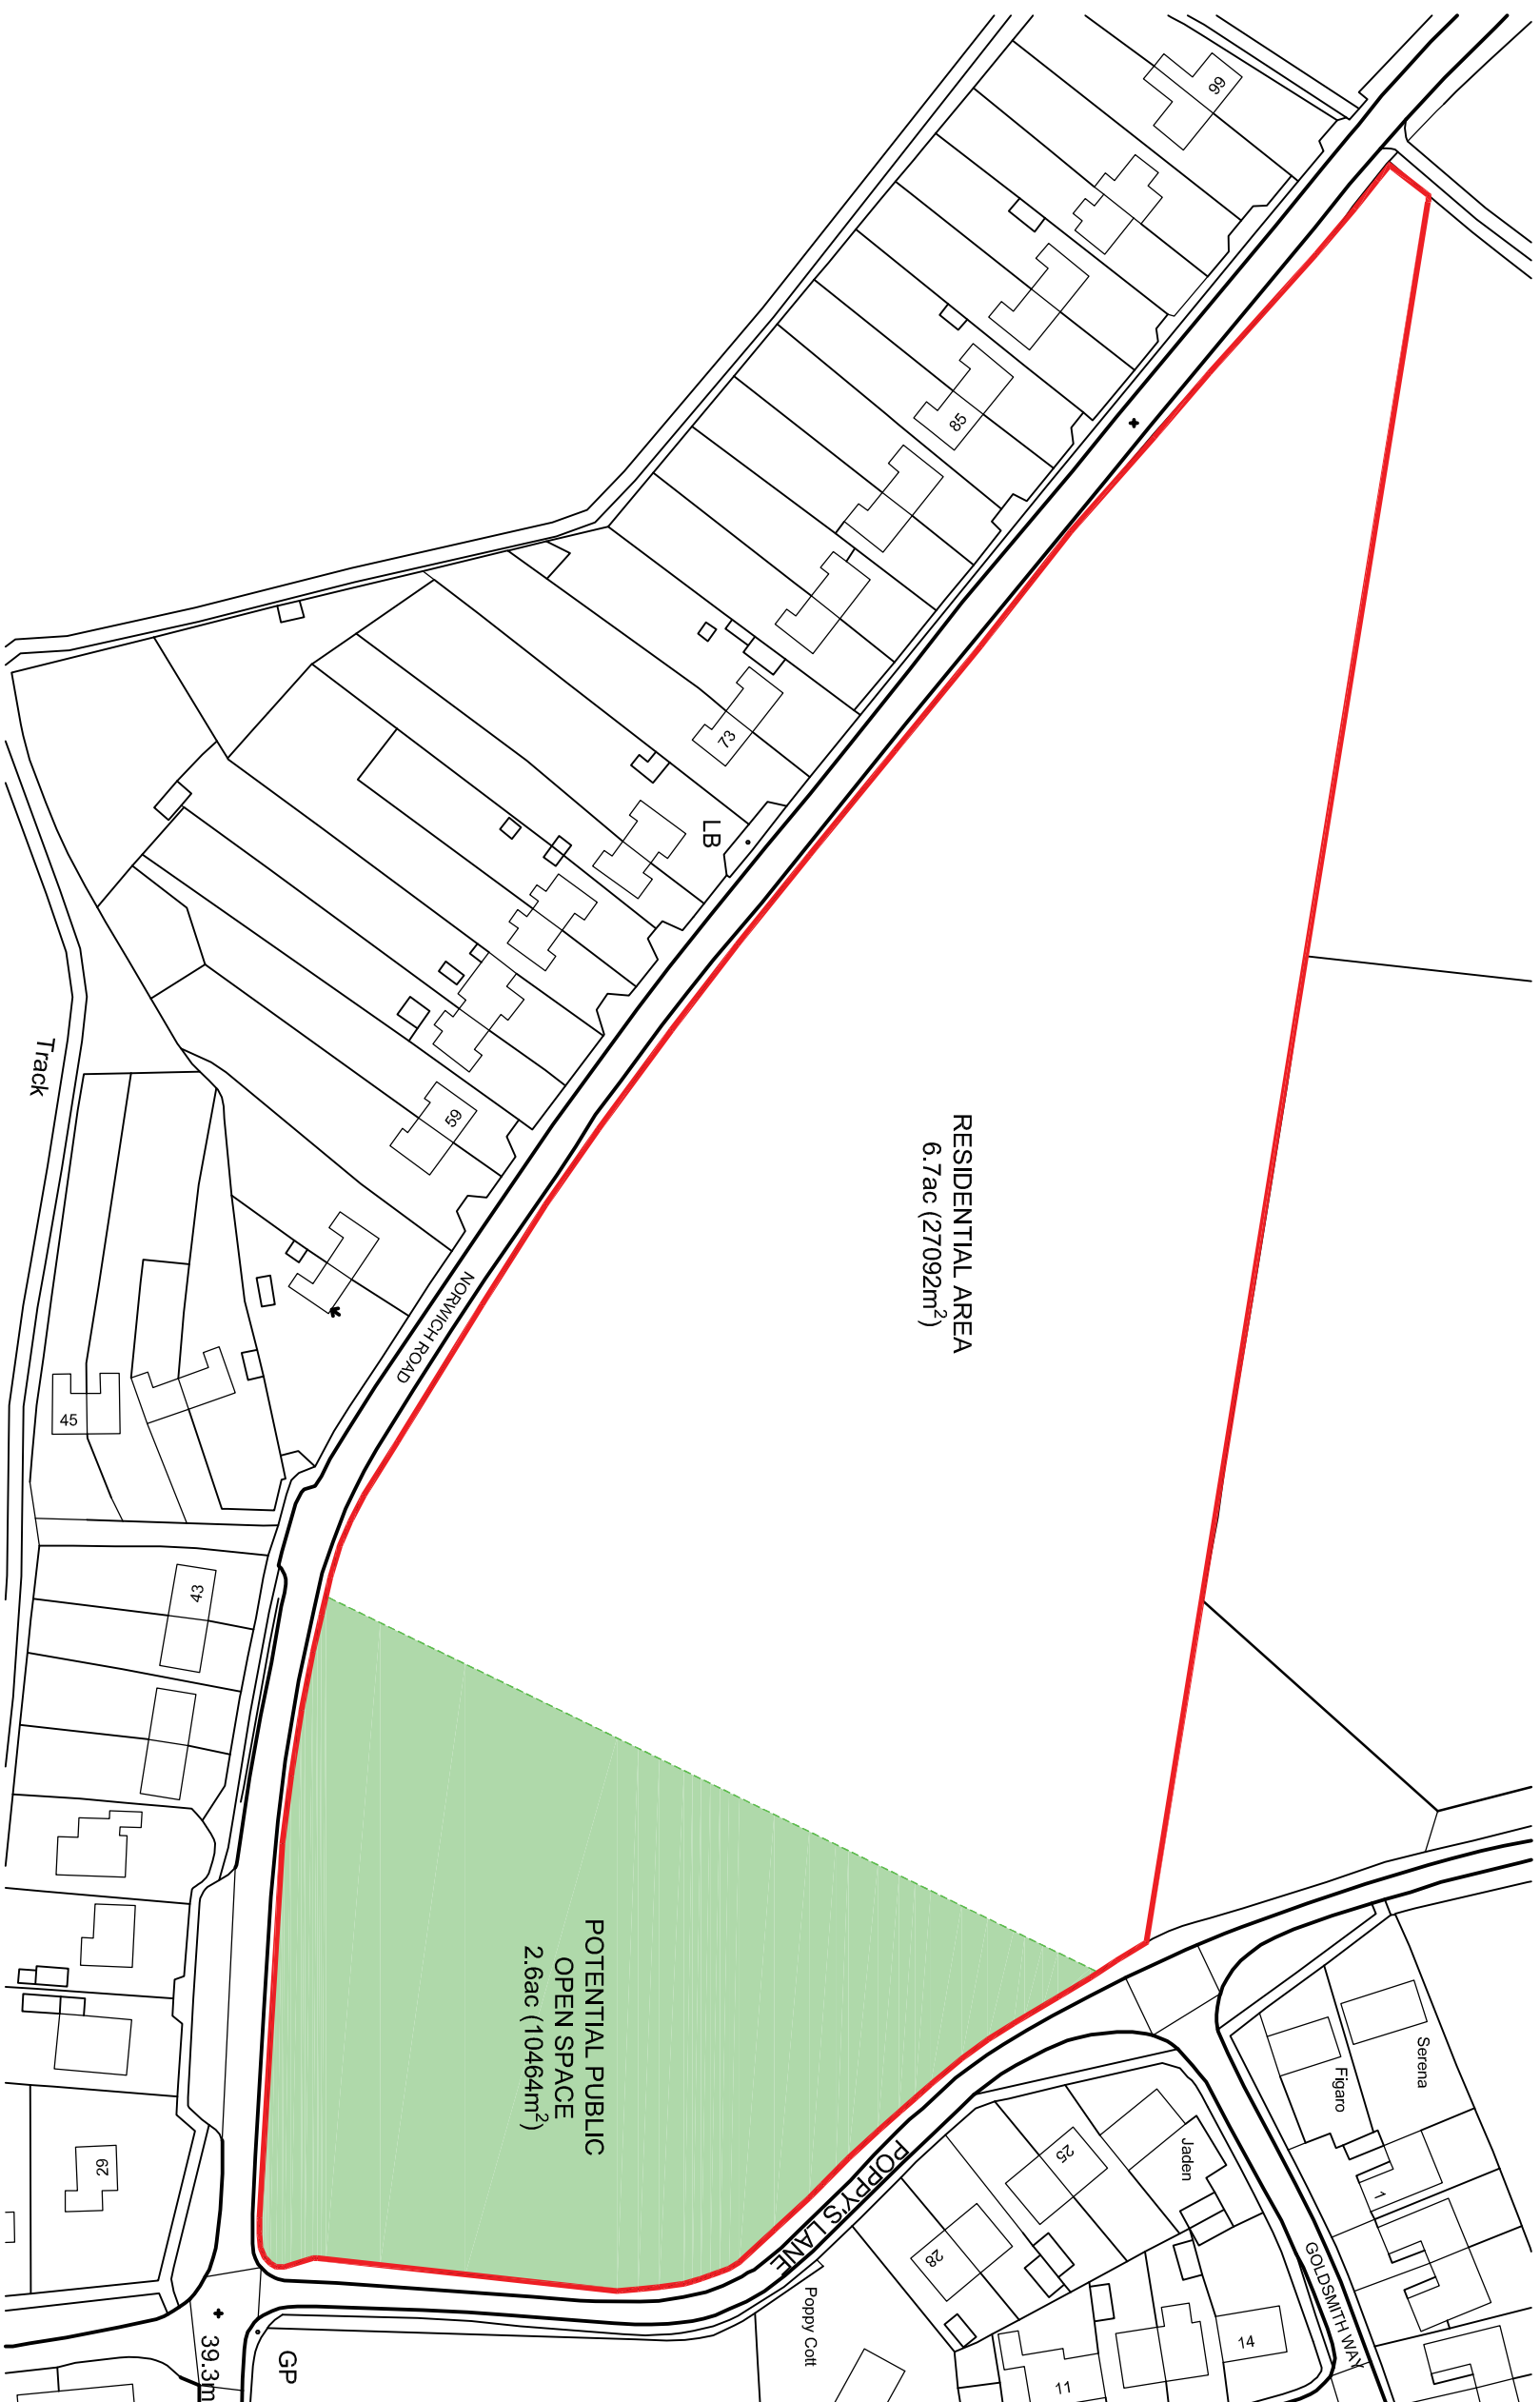 99
85
73
LB
59
NORWICH ROAD
Track
45
43
29
RESIDENTIAL AREA
6.7ac (27092m²)
POTENTIAL PUBLIC
OPEN SPACE
2.6ac (10464m²)
POPPY'S LANE
Serena
Figaro
Jaden
1
25
28
GOLDSMITH WAY
14
11
Poppy Cott
GP
39.3m